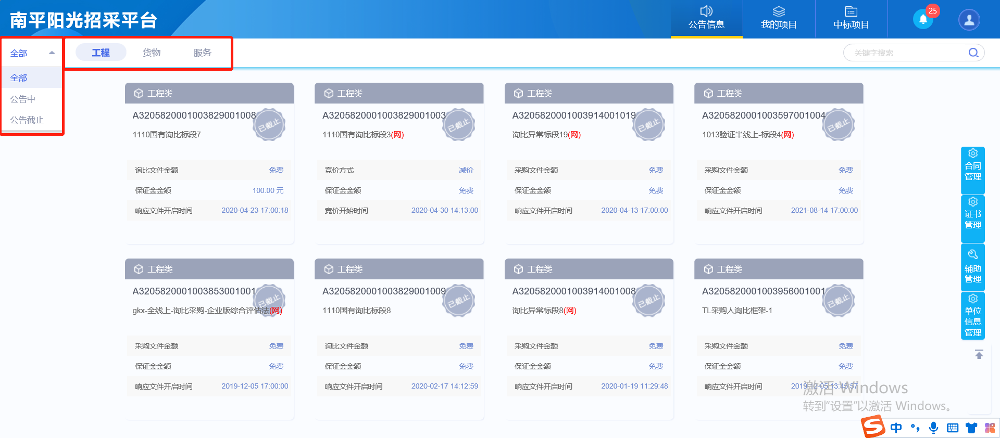 南平阳光招采平台
公告信息
我的项目
中标项目
25
全部
工程
货物
服务
关键字搜索
全部
公告中
公告截止
工程类
A3205820001003829001008
已截止
1110国有询比标段7
询比文件金额 免费
保证金金额 100.00 元
响应文件开启时间 2020-04-23 17:00:18
工程类
A3205820001003829001003
已截止
1110国有询比标段3(网)
竞价方式 减价
保证金金额 免费
竞价开始时间 2020-04-30 14:13:00
工程类
A3205820001003914001019
已截止
询比异常标段19(网)
采购文件金额 免费
保证金金额 免费
响应文件开启时间 2020-04-13 17:00:00
工程类
A3205820001003597001004
已截止
1013验证半线上-标段4(网)
采购文件金额 免费
保证金金额 免费
响应文件开启时间 2021-08-14 17:00:00
工程类
A3205820001003853001001
已截止
gkx-全线上-询比采购-企业版综合评估法(网)
采购文件金额 免费
保证金金额 免费
响应文件开启时间 2019-12-05 17:00:00
工程类
A3205820001003829001009
已截止
1110国有询比标段8
询比文件金额 免费
保证金金额 免费
响应文件开启时间 2020-02-17 14:12:59
工程类
A3205820001003914001008
已截止
询比异常标段8(网)
采购文件金额 免费
保证金金额 免费
响应文件开启时间 2020-01-19 11:29:48
工程类
A3205820001003956001001
已截止
TL采购人询比框架-1
采购文件金额 免费
保证金金额 免费
响应文件开启时间 2019-12-05 13:45:57
合同
管理
证书
管理
辅助
管理
单位
信息
管理
激活 Windows
转到“设置”以激活 Windows。
S 中